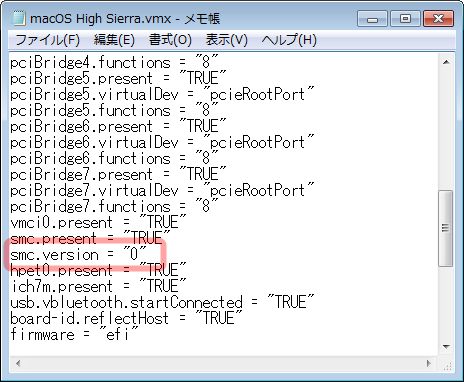 macOS High Sierra.vmx - メモ帳
ファイル(F) 編集(E) 書式(O) 表示(V) ヘルプ(H)
pciBridge4.functions = "8"
pciBridge5.present = "TRUE"
pciBridge5.virtualDev = "pcieRootPort"
pciBridge5.functions = "8"
pciBridge6.present = "TRUE"
pciBridge6.virtualDev = "pcieRootPort"
pciBridge6.functions = "8"
pciBridge7.present = "TRUE"
pciBridge7.virtualDev = "pcieRootPort"
pciBridge7.functions = "8"
vmci0.present = "TRUE"
smc.present = "TRUE"
smc.version = "0"
hpet0.present = "TRUE"
ich7m.present = "TRUE"
usb.vbluetooth.startConnected = "TRUE"
board-id.reflectHost = "TRUE"
firmware = "efi"